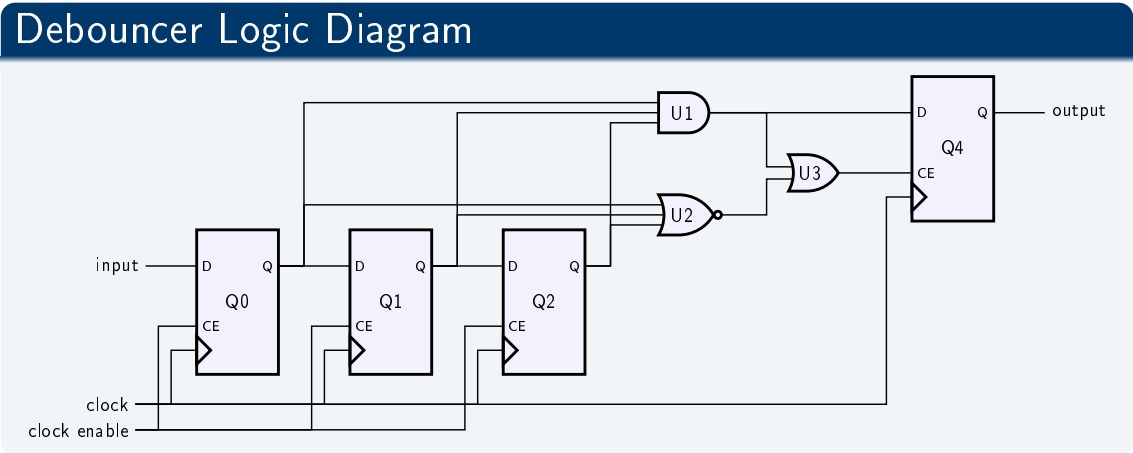 Debouncer Logic Diagram
U1
D Q
Q4
CE
output
U3
U2
input
D Q
Q0
CE
D Q
Q1
CE
D Q
Q2
CE
clock
clock enable